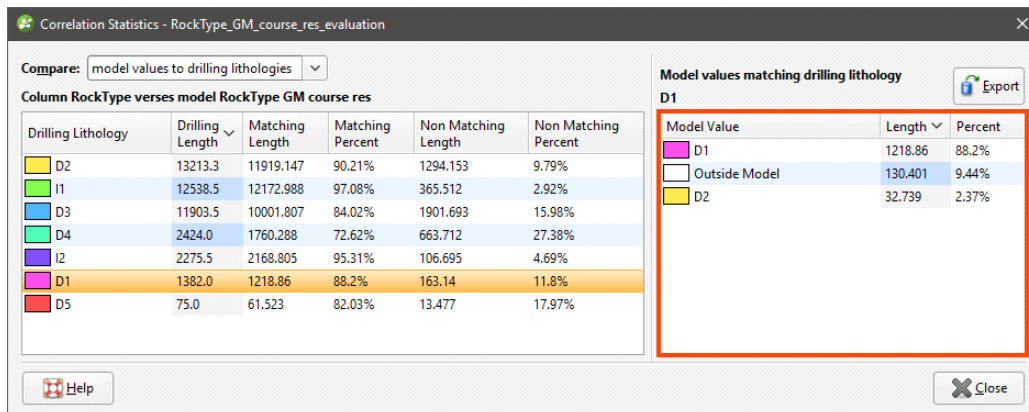 Correlation Statistics - RockType_GM_course_res_evaluation
Compare: model values to drilling lithologies
Column RockType verses model RockType GM course res
Drilling Lithology Drilling Length Matching Length Matching Percent Non Matching Length Non Matching Percent
D2 13213.3 11919.147 90.21% 1294.153 9.79%
I1 12538.5 12172.988 97.08% 365.512 2.92%
D3 11903.5 10001.807 84.02% 1901.693 15.98%
D4 2424.0 1760.288 72.62% 663.712 27.38%
I2 2275.5 2168.805 95.31% 106.695 4.69%
D1 1382.0 1218.86 88.2% 163.14 11.8%
D5 75.0 61.523 82.03% 13.477 17.97%
Model values matching drilling lithology
D1
Export
Model Value Length Percent
D1 1218.86 88.2%
Outside Model 130.401 9.44%
D2 32.739 2.37%
Help
Close